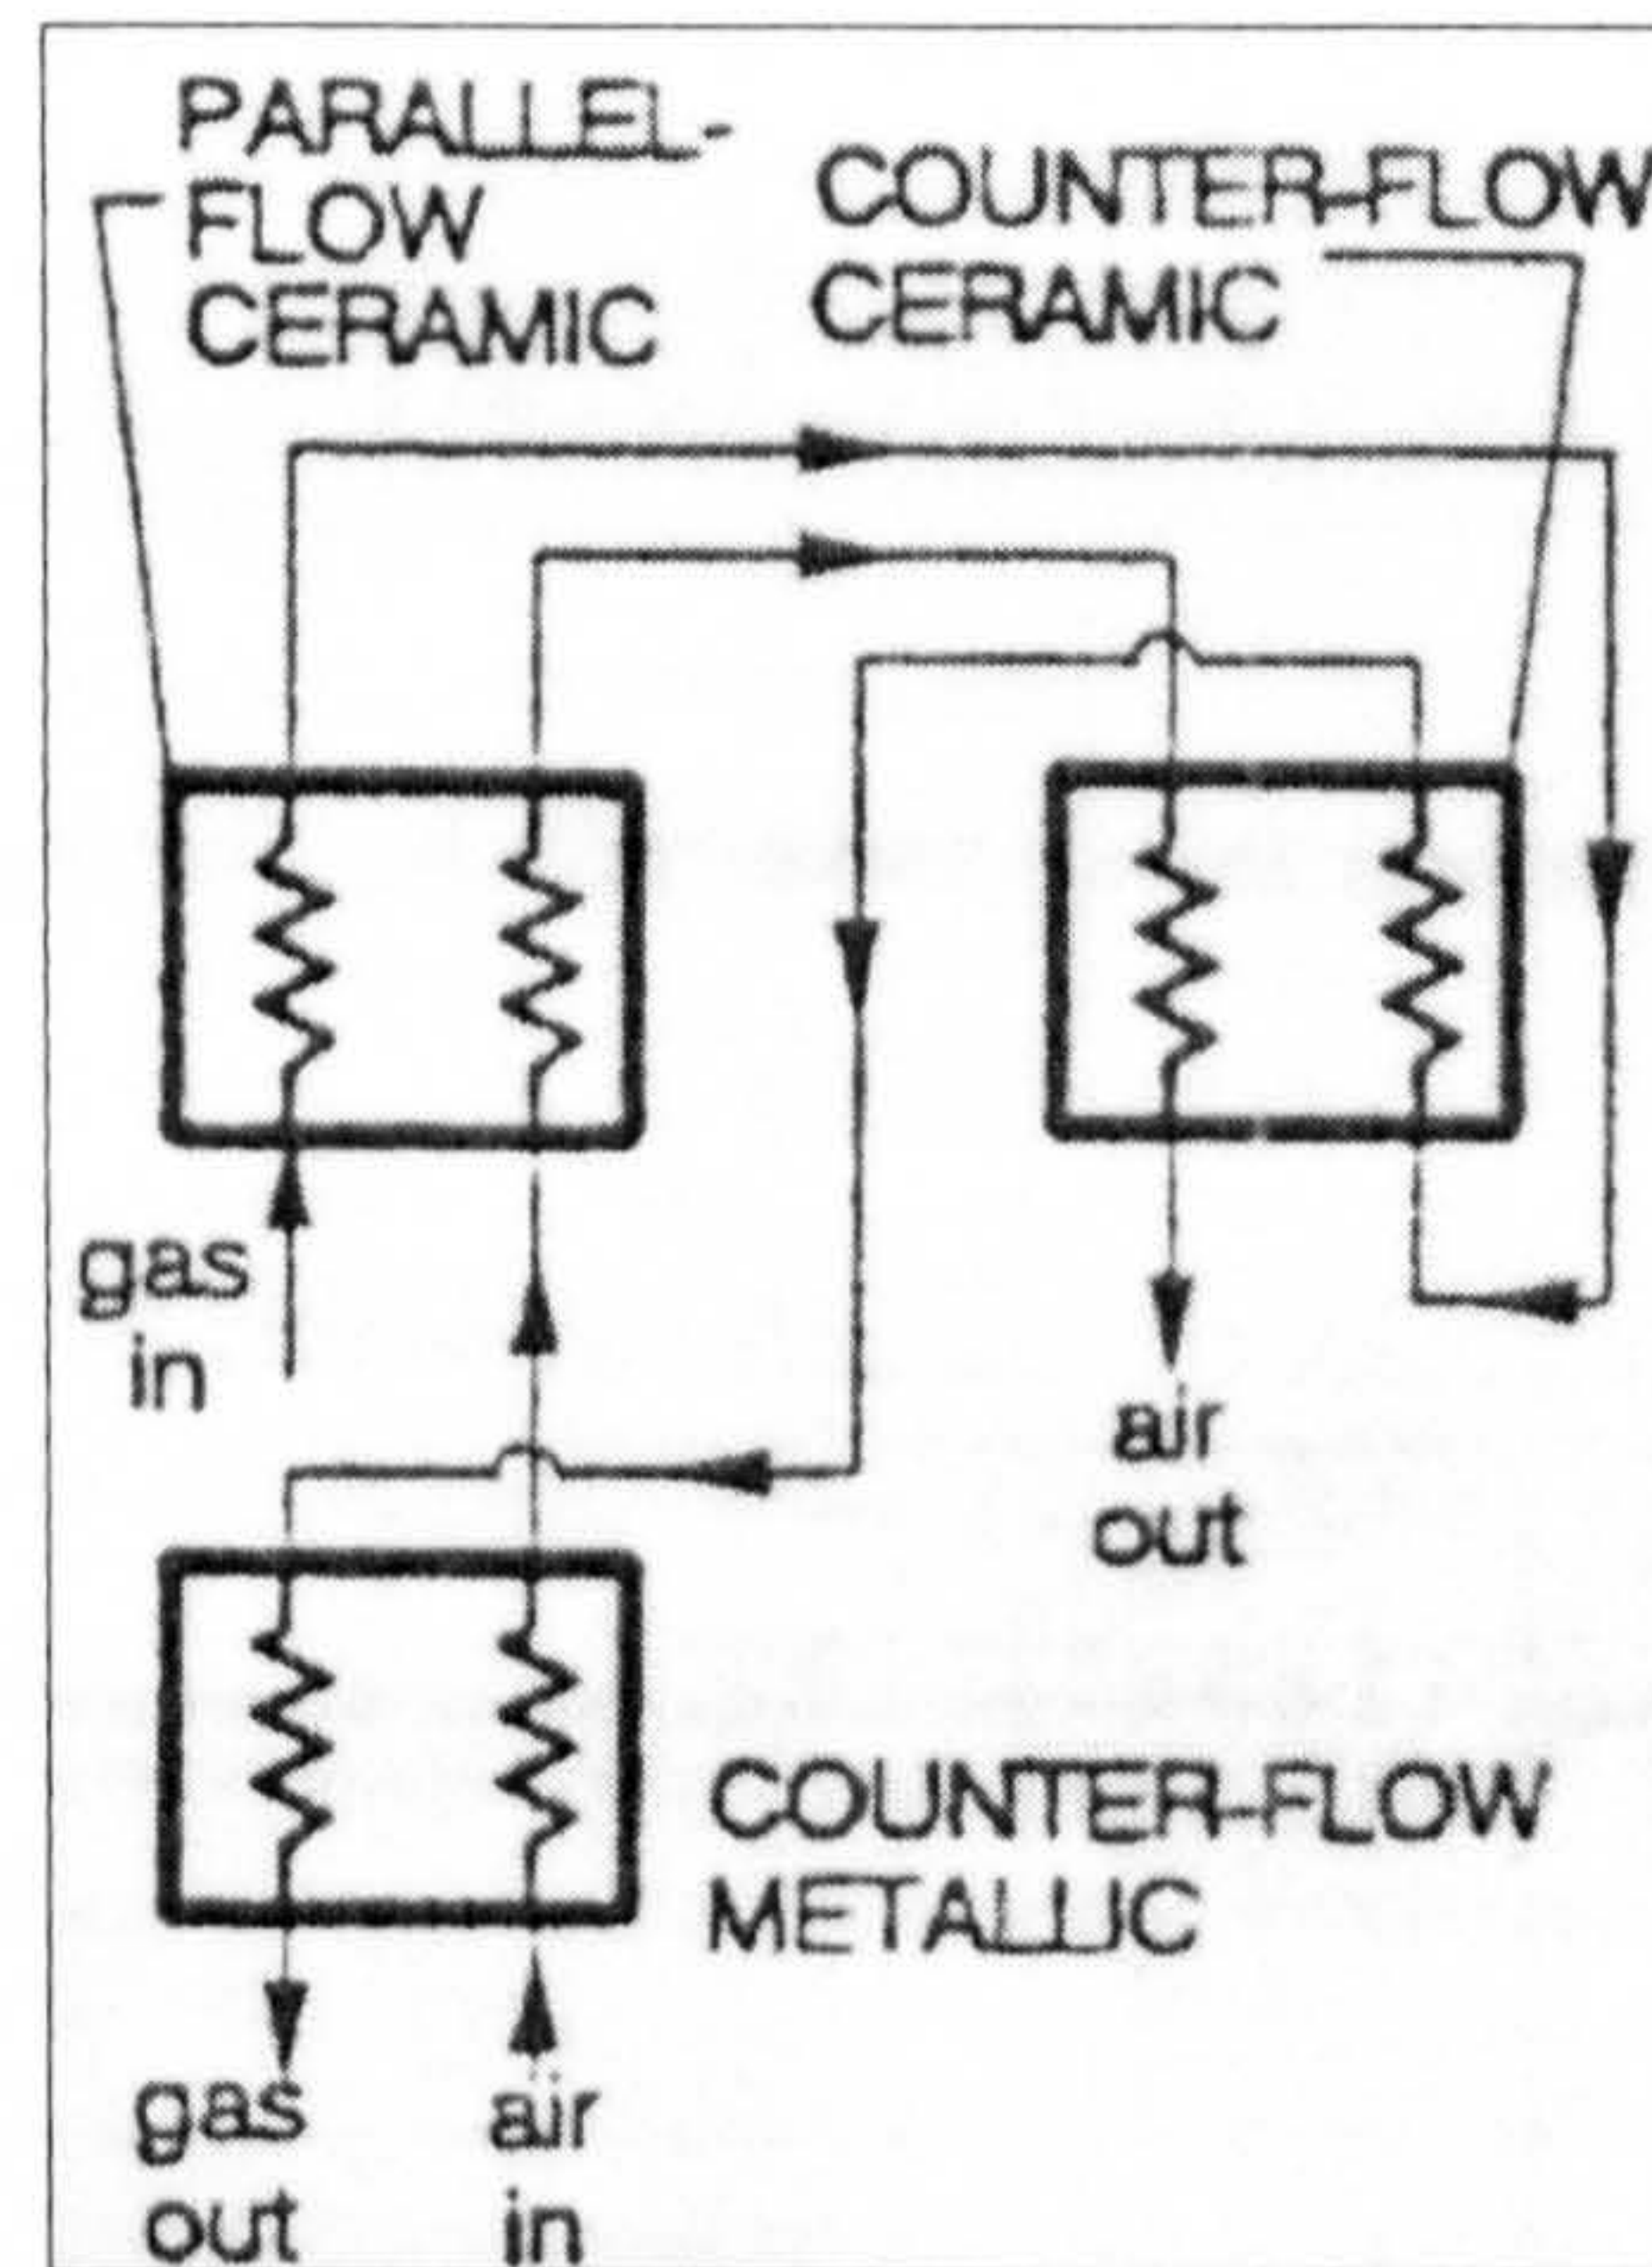 PARALLEL-
FLOW
CERAMIC
COUNTER-FLOW
CERAMIC
gas
in
air
out
COUNTER-FLOW
METALLIC
gas
out
air
in